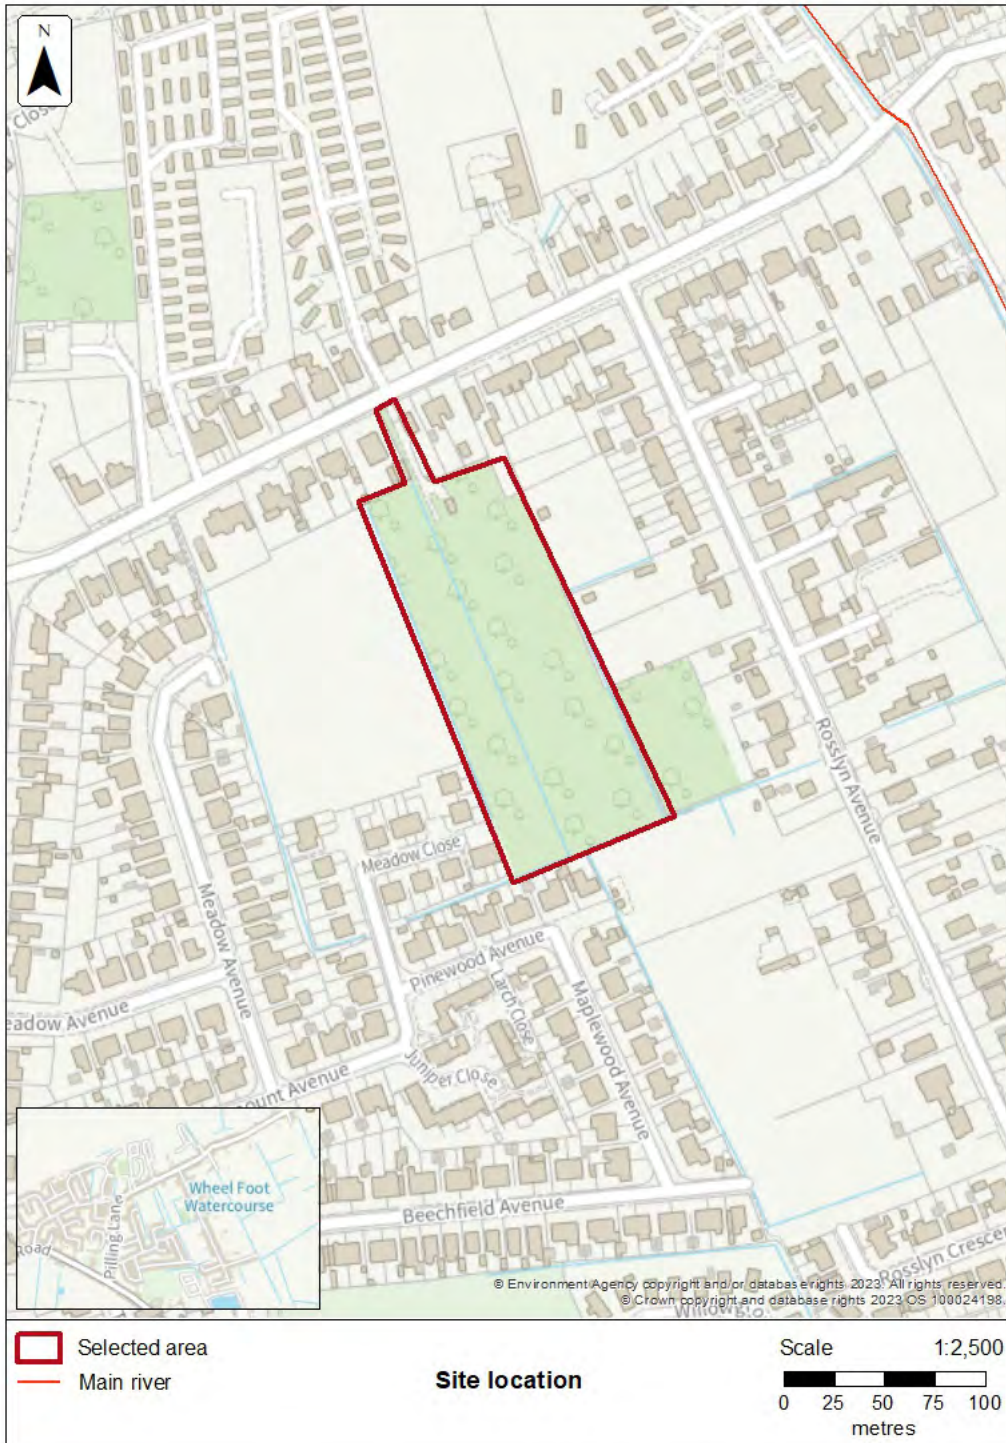 N
Close
Meadow Close
Rosslyn Avenue
Meadow Avenue
Pinewood Avenue
Larch Close
Maplewood Avenue
eadow Avenue
Juniper Close
ount Avenue
Wheel Foot
Watercourse
Pilling Lane
Road
Beechfield Avenue
Rosslyn Crescen
© Environment Agency copyright and/or database rights 2023. All rights reserved.
© Crown copyright and database rights 2023 OS 100024198.
Selected area
Main river
Site location
Scale 1:2,500
0 25 50 75 100
metres